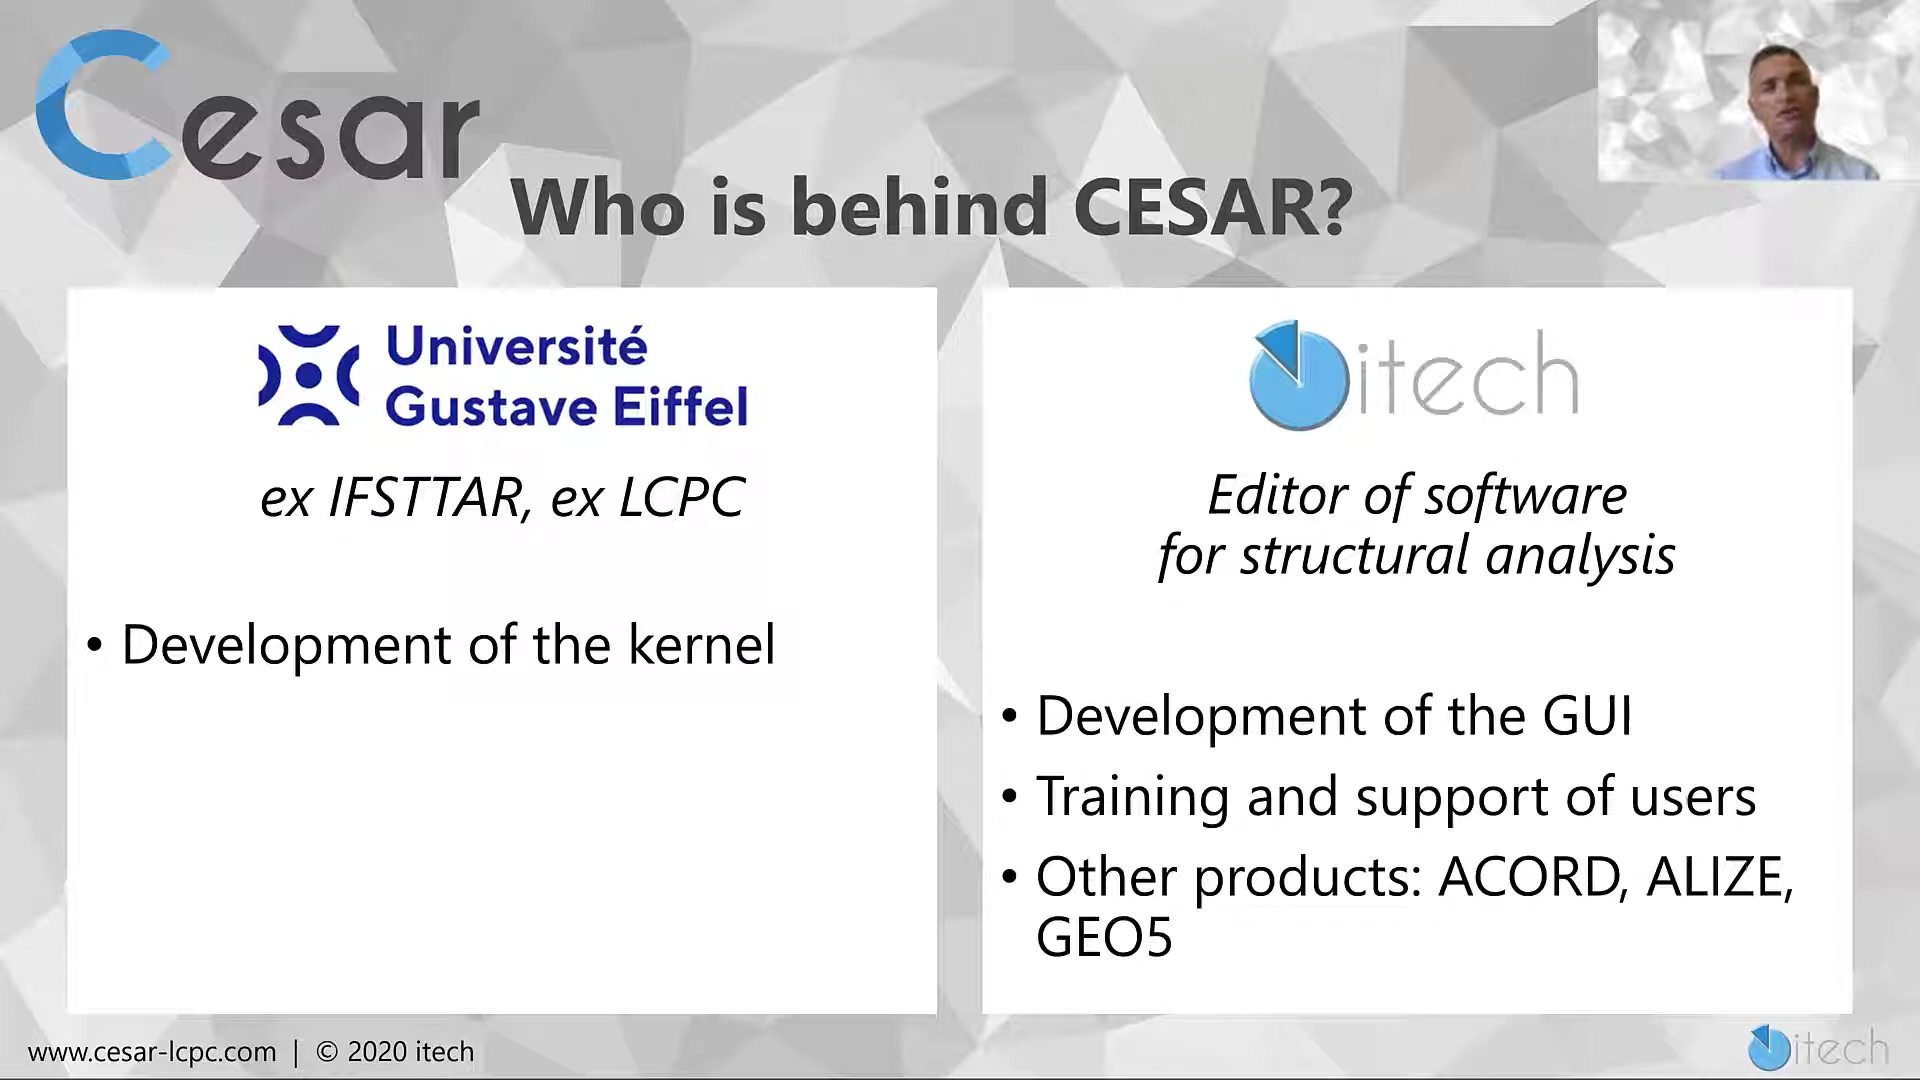 Cesar
Who is behind CESAR?
Université
Gustave Eiffel
ex IFSTTAR, ex LCPC
• Development of the kernel
itech
Editor of software
for structural analysis
• Development of the GUI
• Training and support of users
• Other products: ACORD, ALIZE,
GEO5
www.cesar-lcpc.com | © 2020 itech
itech